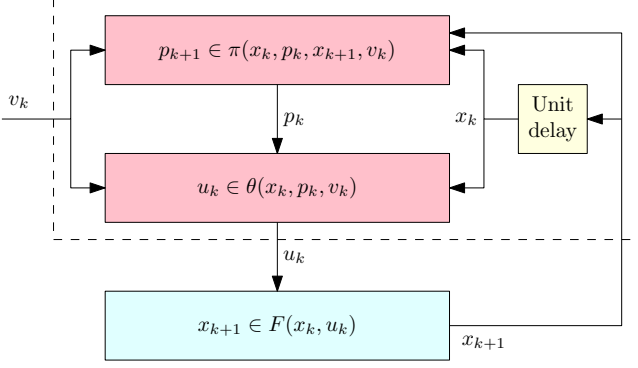 p_{k+1} ∈ π(x_k, p_k, x_{k+1}, v_k)
v_k
p_k
x_k
Unit
delay
u_k ∈ θ(x_k, p_k, v_k)
u_k
x_{k+1} ∈ F(x_k, u_k)
x_{k+1}